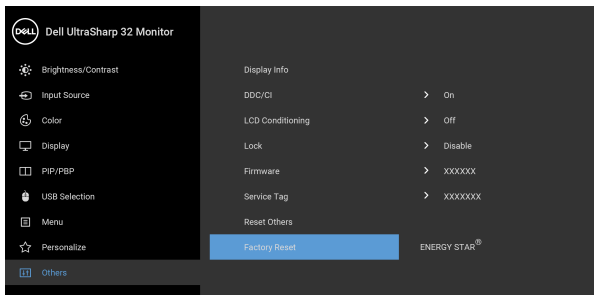 DELL Dell UltraSharp 32 Monitor
Brightness/Contrast
Display Info
Input Source
DDC/CI > On
Color
LCD Conditioning > Off
Display
Lock > Disable
PIP/PBP
Firmware > XXXXXX
USB Selection
Service Tag > XXXXXXX
Menu
Reset Others
Personalize
Factory Reset ENERGY STAR®
Others